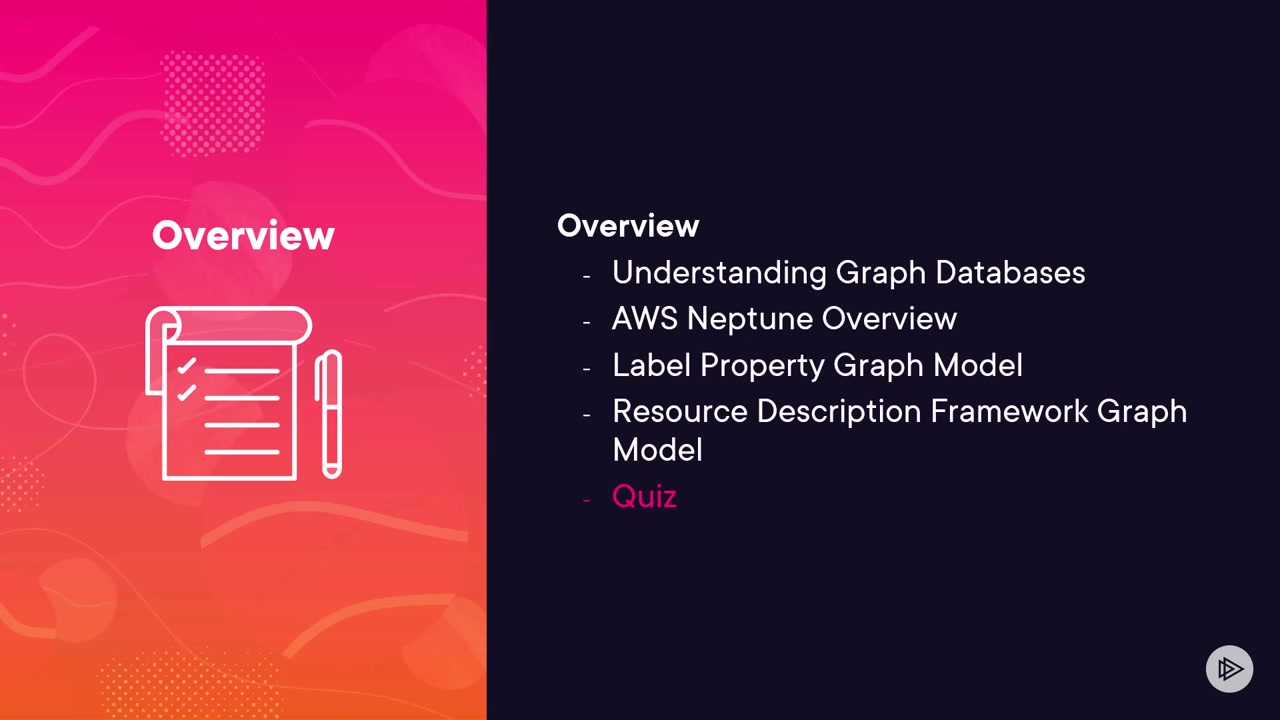 Overview
Overview
- Understanding Graph Databases
- AWS Neptune Overview
- Label Property Graph Model
- Resource Description Framework Graph
Model
- Quiz